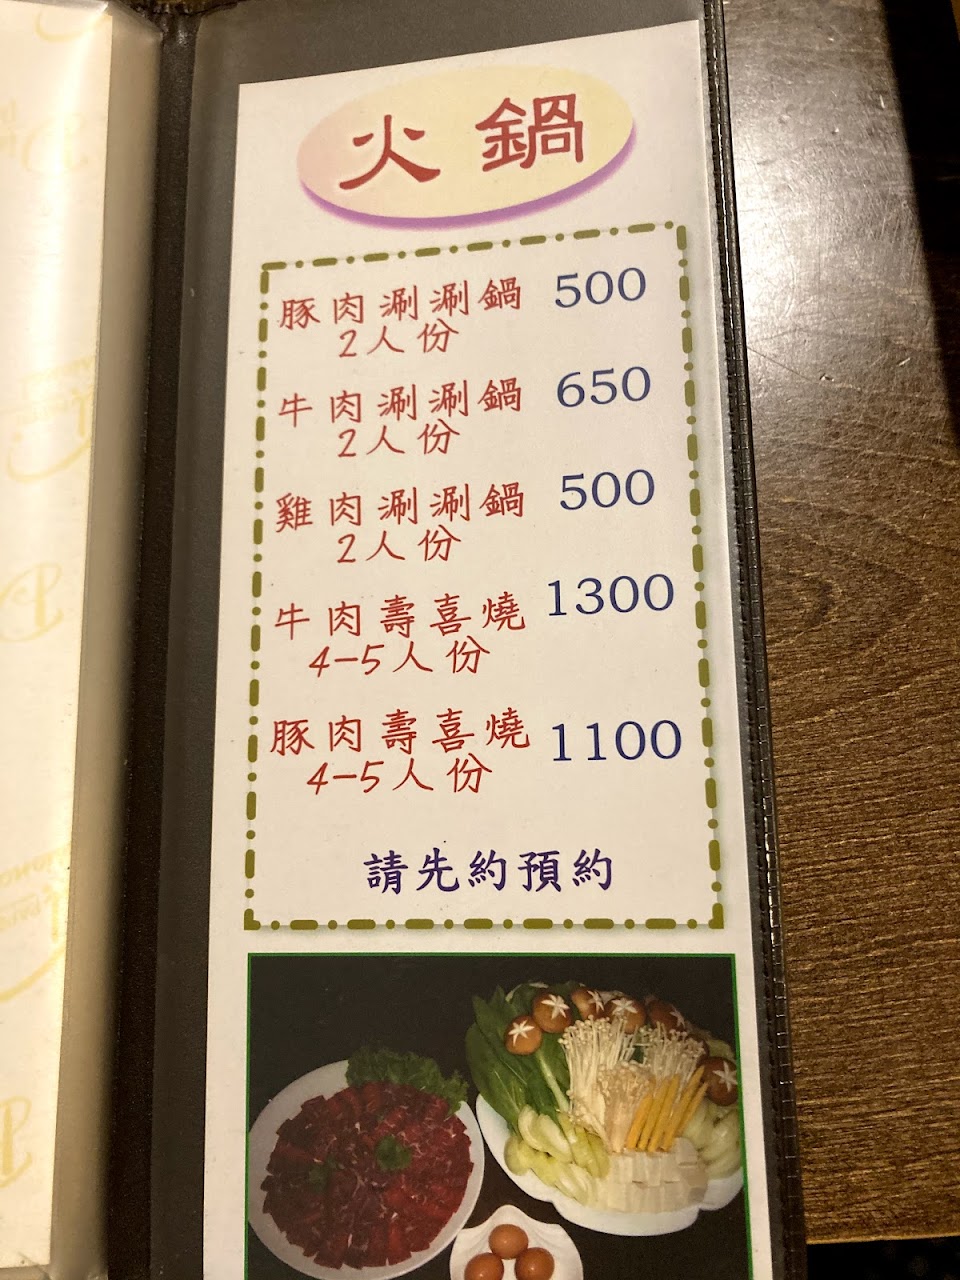 火鍋
豚肉涮涮鍋 500
2人份
牛肉涮涮鍋 650
2人份
雞肉涮涮鍋 500
2人份
牛肉壽喜燒 1300
4-5人份
豚肉壽喜燒 1100
4-5人份
請先約預約